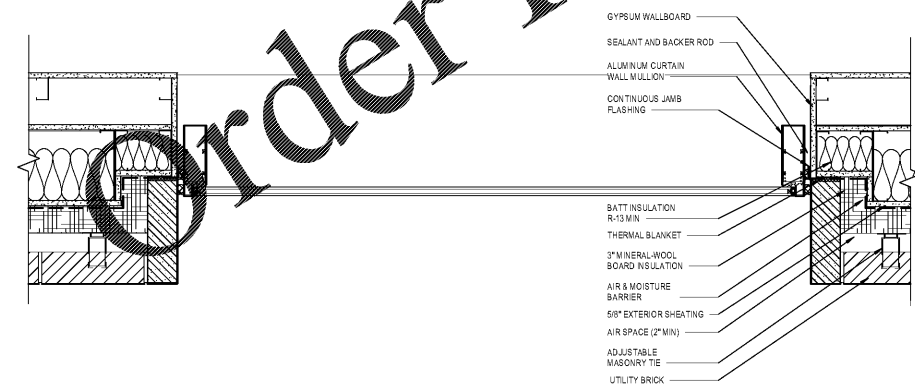 GYPSUM WALLBOARD
SEALANT AND BACKER ROD
ALUMINUM CURTAIN
WALL MULLION
CONTINUOUS JAMB
FLASHING
BATT INSULATION
R-13 MIN
THERMAL BLANKET
3" MINERAL-WOOL
BOARD INSULATION
AIR & MOISTURE
BARRIER
5/8" EXTERIOR SHEATING
AIR SPACE (2" MIN)
ADJUSTABLE
MASONRY TIE
UTILITY BRICK
Order